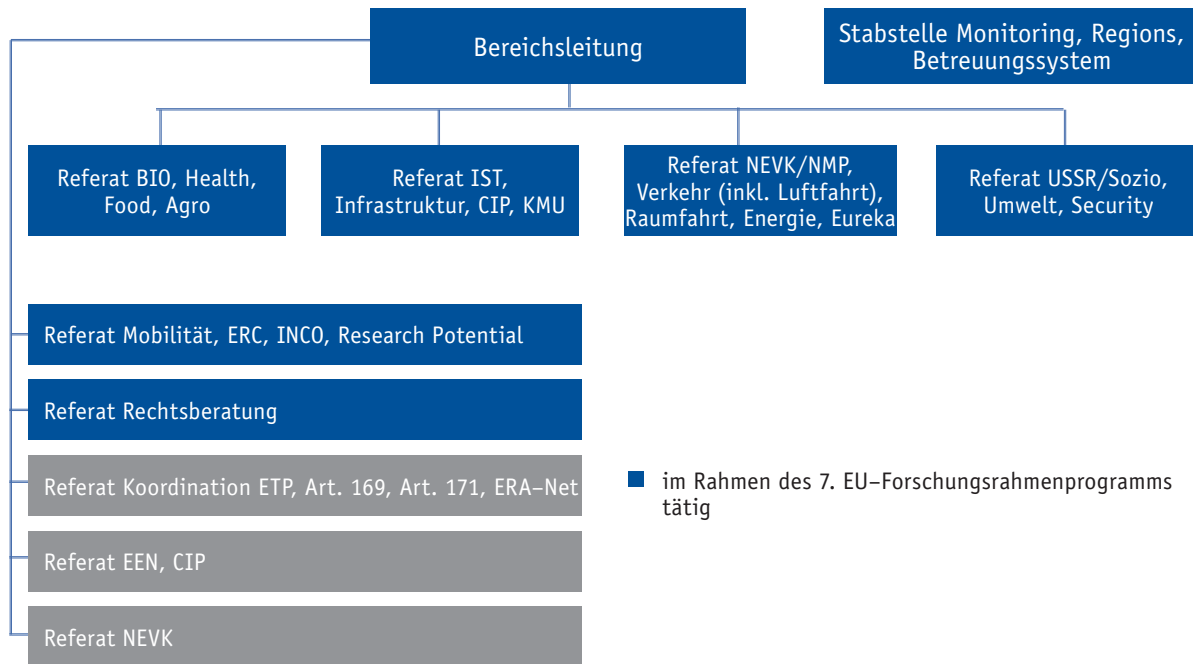 Bereichsleitung
Stabstelle Monitoring, Regions,
Betreuungssystem
Referat BIO, Health,
Food, Agro
Referat IST,
Infrastruktur, CIP, KMU
Referat NEVK/NMP,
Verkehr (inkl. Luftfahrt),
Raumfahrt, Energie, Eureka
Referat USSR/Sozio,
Umwelt, Security
Referat Mobilität, ERC, INCO, Research Potential
Referat Rechtsberatung
Referat Koordination ETP, Art. 169, Art. 171, ERA–Net
Referat EEN, CIP
Referat NEVK
im Rahmen des 7. EU–Forschungsrahmenprogramms
tätig